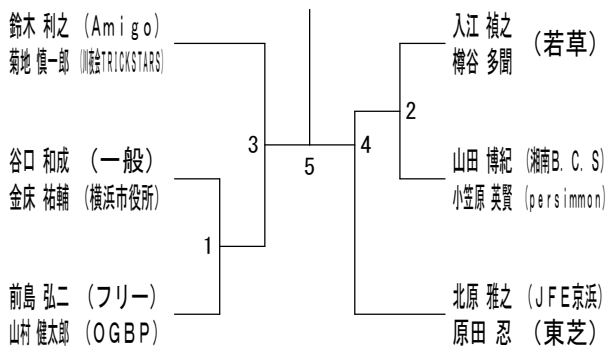 鈴木 利之 (Amigo)
菊地 慎一郎 (川崎会TRICKSTARS)
谷口 和成 (一般)
金床 祐輔 (横浜市役所)
前島 弘二 (フリー)
山村 健太郎 (OGBP)
1
3
5
4
2
入江 禎之
樽谷 多聞
(若草)
山田 博紀 (湘南B.C.S)
小笠原 英賢 (persimmon)
北原 雅之 (JFE京浜)
原田 忍 (東芝)